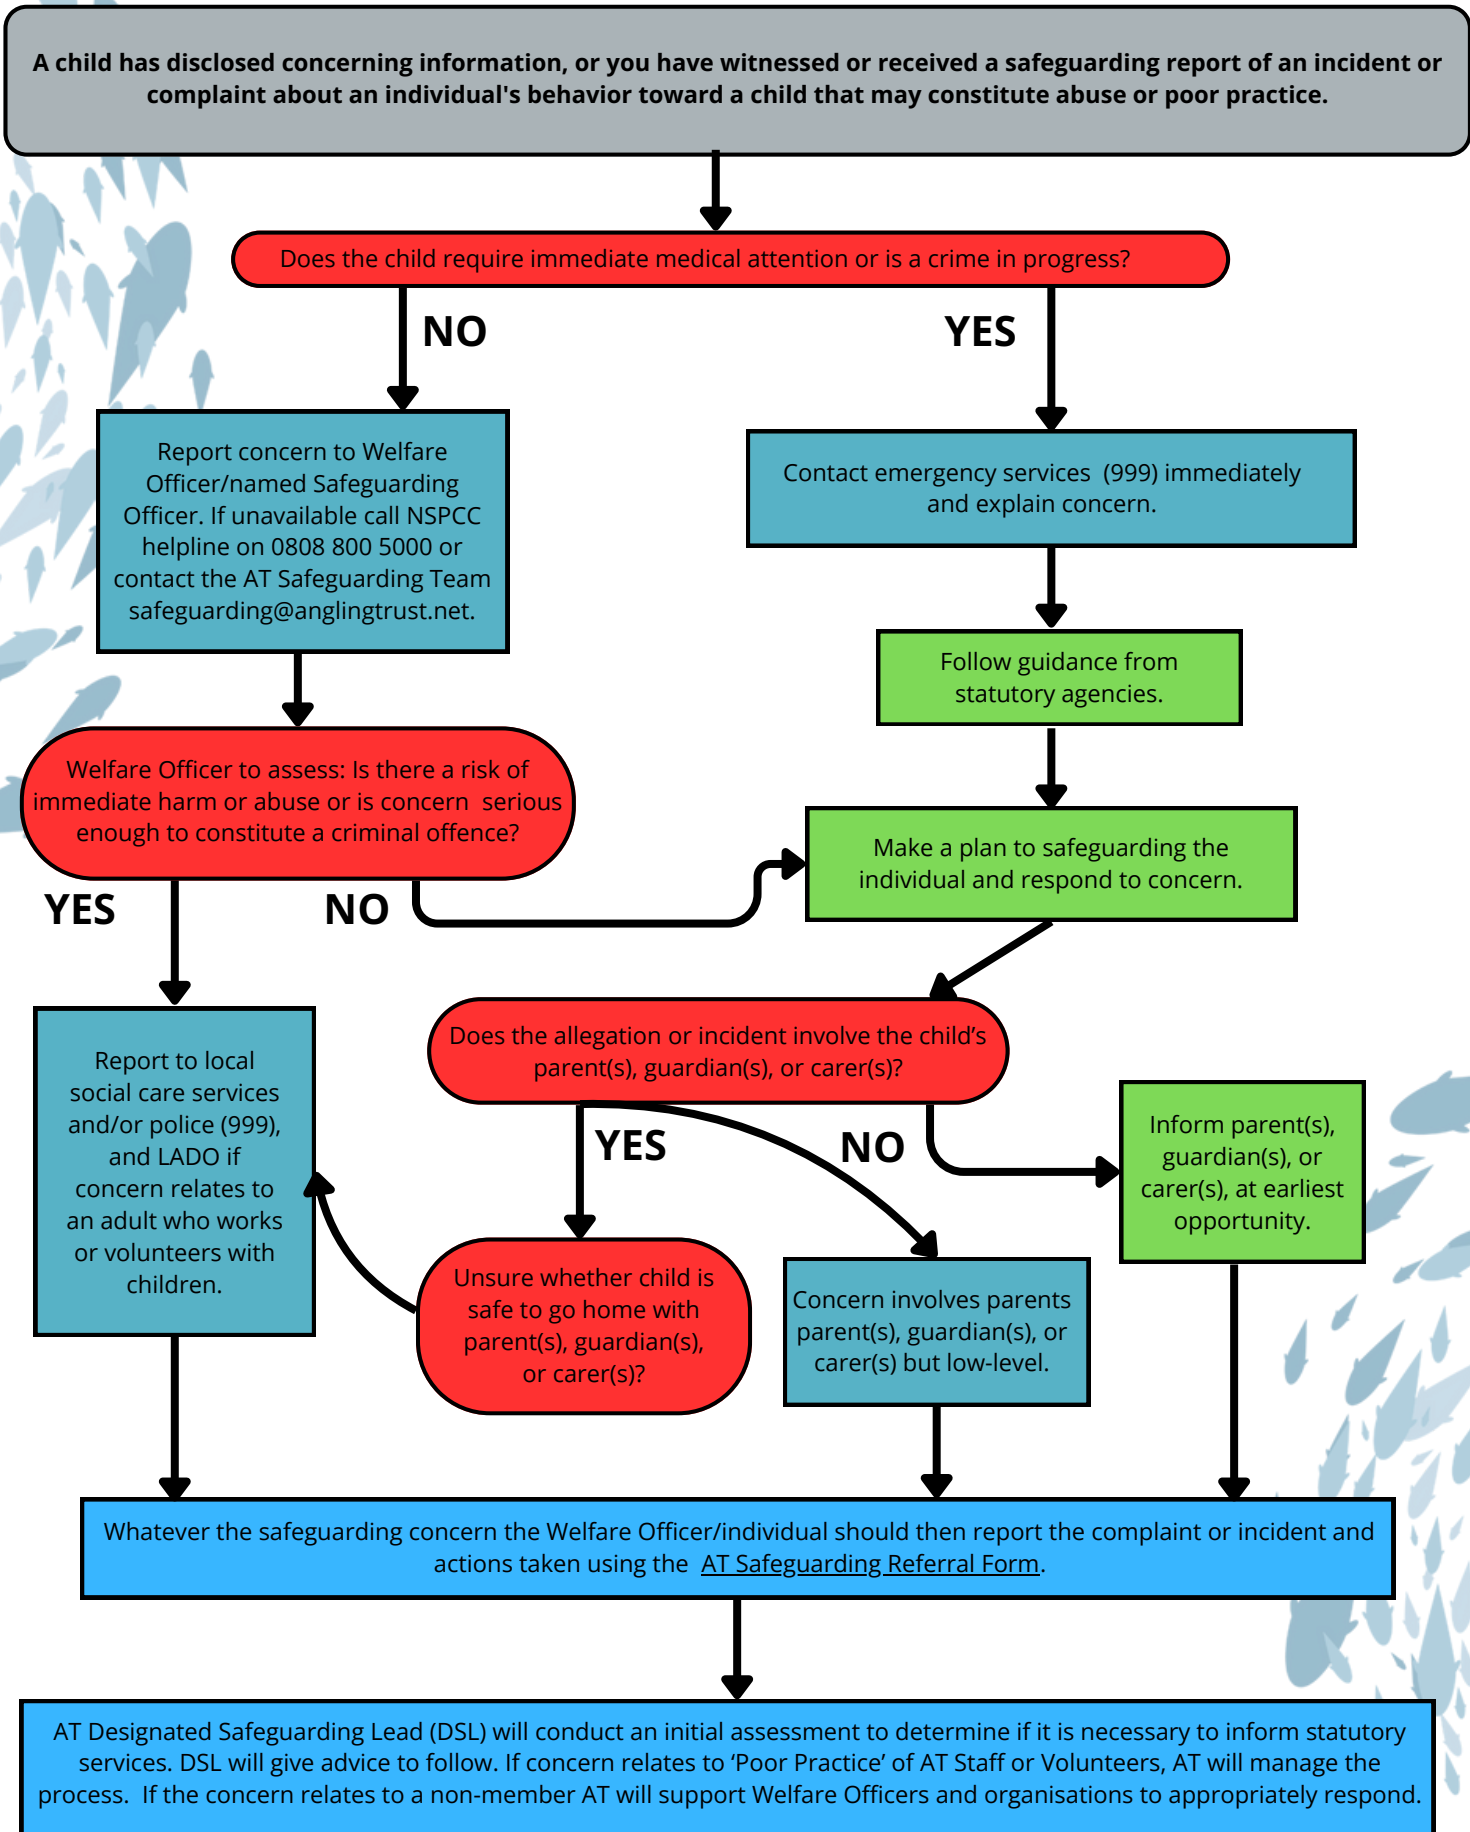 A child has disclosed concerning information, or you have witnessed or received a safeguarding report of an incident or
complaint about an individual's behavior toward a child that may constitute abuse or poor practice.
Does the child require immediate medical attention or is a crime in progress?
NO
YES
Report concern to Welfare
Officer/named Safeguarding
Officer. If unavailable call NSPCC
helpline on 0808 800 5000 or
contact the AT Safeguarding Team
safeguarding@anglingtrust.net.
Contact emergency services  (999) immediately
and explain concern.
Follow guidance from
statutory agencies.
Welfare Officer to assess: Is there a risk of
immediate harm or abuse or is concern  serious
enough to constitute a criminal offence?
Make a plan to safeguarding the
individual and respond to concern.
YES
NO
Report to local
social care services
and/or police (999),
and LADO if
concern relates to
an adult who works
or volunteers with
children.
Does the allegation or incident involve the child’s
parent(s), guardian(s), or carer(s)?
YES
NO
Inform parent(s),
guardian(s), or
carer(s), at earliest
opportunity.
Unsure whether child is
safe to go home with
parent(s), guardian(s),
or carer(s)?
Concern involves parents
parent(s), guardian(s), or
carer(s) but low-level.
Whatever the safeguarding concern the Welfare Officer/individual should then report the complaint or incident and
actions taken using the  AT Safeguarding Referral Form.
AT Designated Safeguarding Lead (DSL) will conduct an initial assessment to determine if it is necessary to inform statutory
services. DSL will give advice to follow. If concern relates to ‘Poor Practice’ of AT Staff or Volunteers, AT will manage the
process.  If the concern relates to a non-member AT will support Welfare Officers and organisations to appropriately respond.